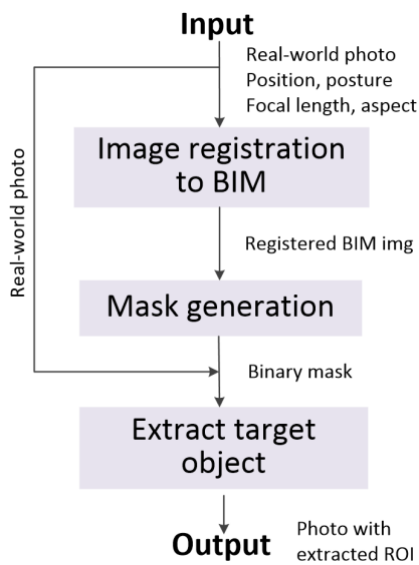 Input
Real-world photo
Position, posture
Focal length, aspect
Real-world photo
Image registration
to BIM
Registered BIM img
Mask generation
Binary mask
Extract target
object
Output
Photo with
extracted ROI